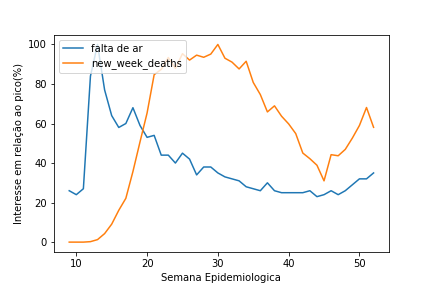 falta de ar
new_week_deaths
100
80
60
40
20
0
Interesse em relação ao pico(%)
10
20
30
40
50
Semana Epidemiologica